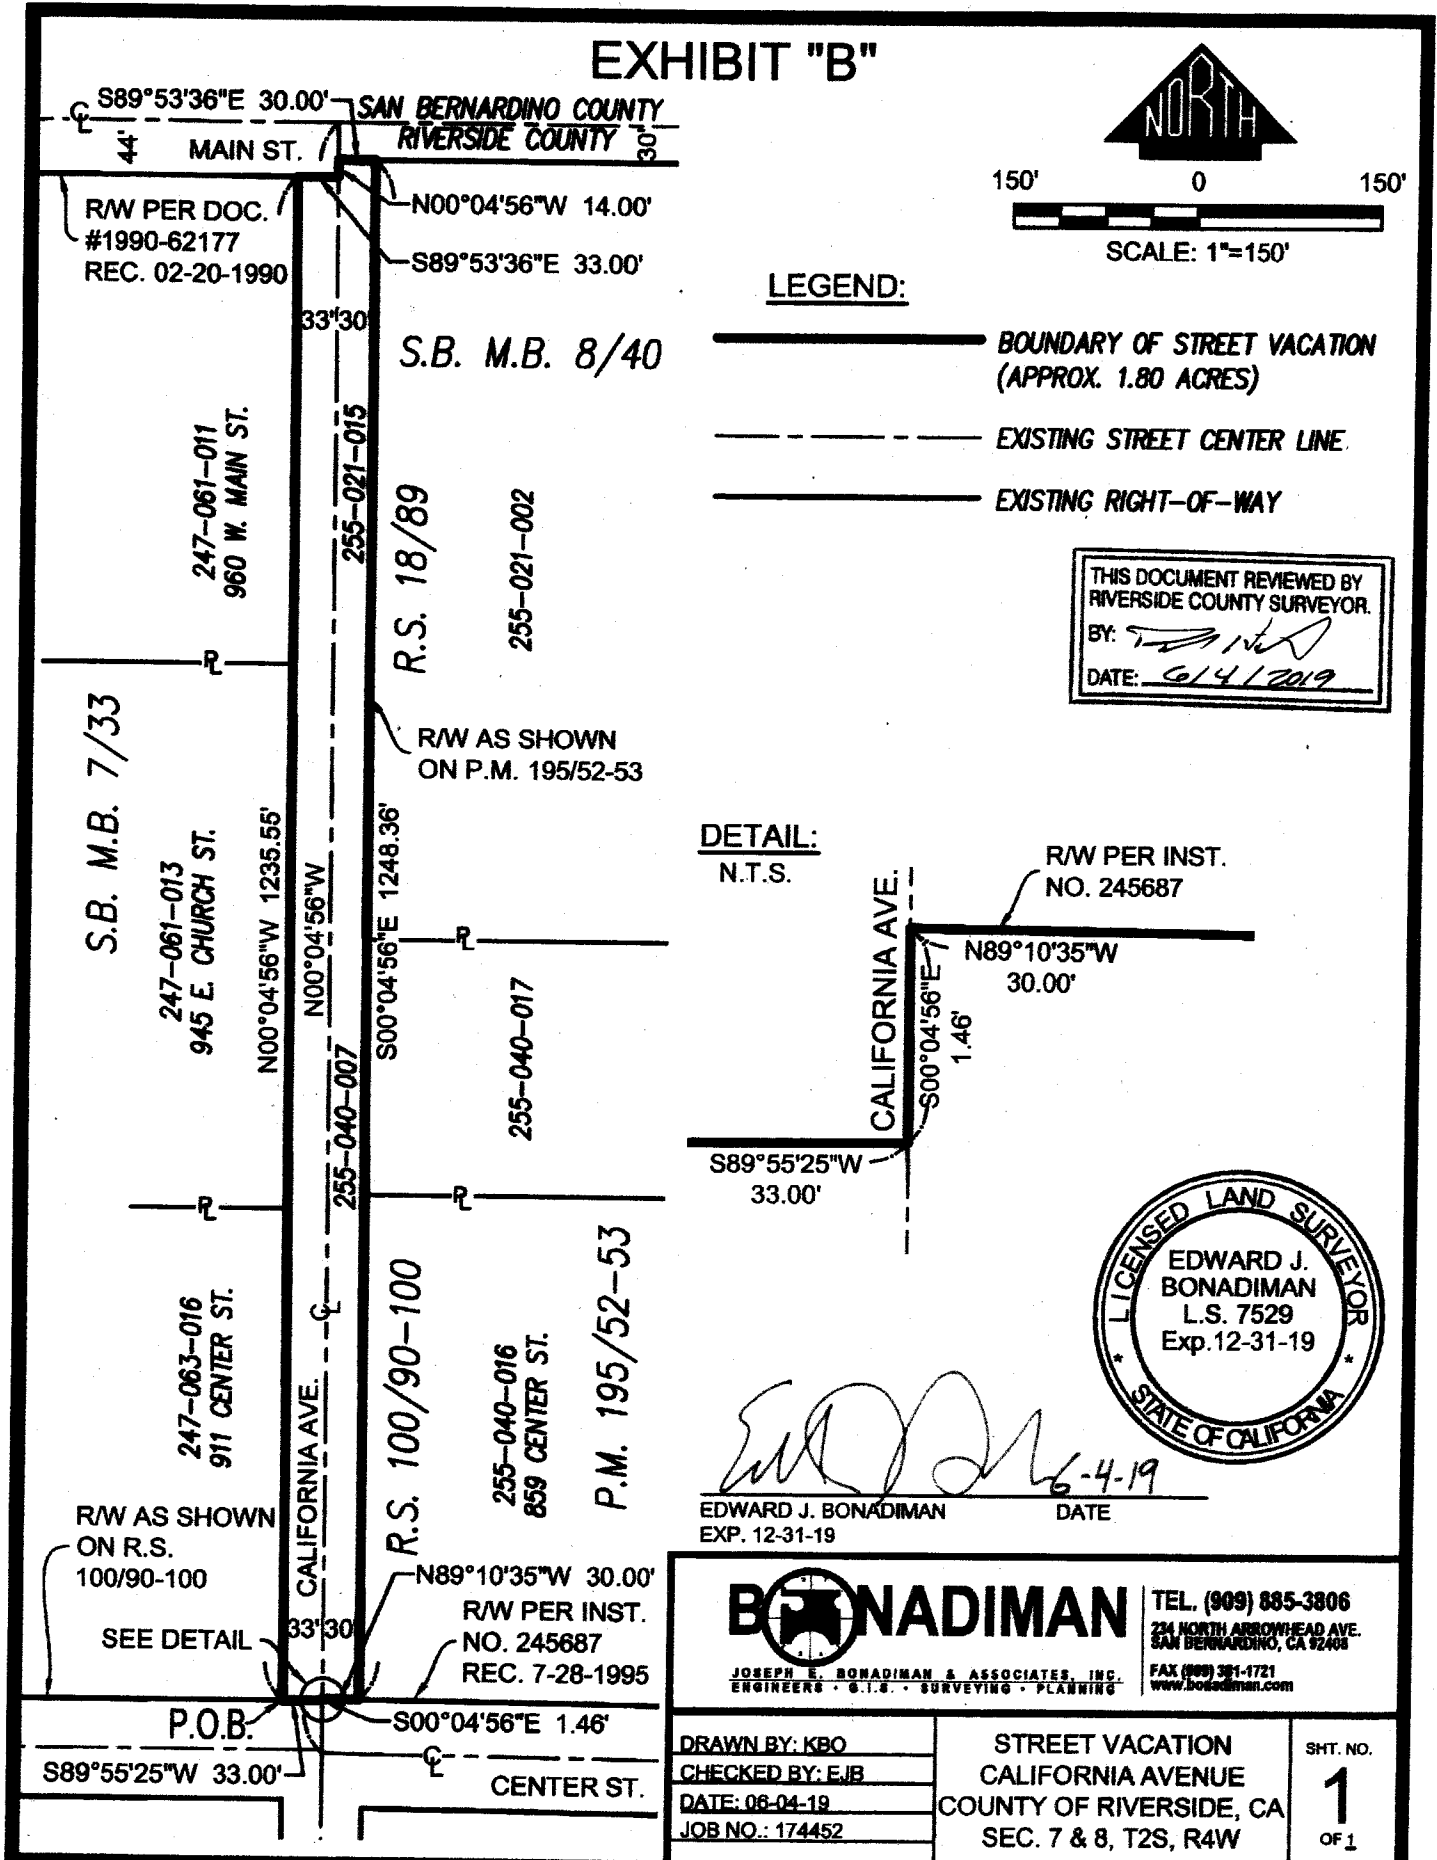 EXHIBIT "B"
S89°53'36"E 30.00'
SAN BERNARDINO COUNTY
RIVERSIDE COUNTY
CL
44'
MAIN ST.
30'
R/W PER DOC.
#1990-62177
REC. 02-20-1990
N00°04'56"W 14.00'
S89°53'36"E 33.00'
33' 30'
NORTH
150' 0 150'
SCALE: 1"=150'
LEGEND:
BOUNDARY OF STREET VACATION
(APPROX. 1.80 ACRES)
EXISTING STREET CENTER LINE
EXISTING RIGHT-OF-WAY
THIS DOCUMENT REVIEWED BY
RIVERSIDE COUNTY SURVEYOR.
BY:
DATE: 6/4/2019
S.B. M.B. 8/40
247-061-011
960 W. MAIN ST.
255-021-015
R.S. 18/89
255-021-002
PL
S.B. M.B. 7/33
R/W AS SHOWN
ON P.M. 195/52-53
247-061-013
945 E. CHURCH ST.
N00°04'56"W 1235.55'
N00°04'56"W
S00°04'56"E 1248.36'
PL
255-040-007
255-040-017
PL
PL
DETAIL:
N.T.S.
CALIFORNIA AVE.
R/W PER INST.
NO. 245687
N89°10'35"W
30.00'
S00°04'56"E
1.46'
S89°55'25"W
33.00'
247-063-016
911 CENTER ST.
CL
CALIFORNIA AVE.
R.S. 100/90-100
255-040-016
859 CENTER ST.
P.M. 195/52-53
R/W AS SHOWN
ON R.S.
100/90-100
N89°10'35"W 30.00'
R/W PER INST.
NO. 245687
REC. 7-28-1995
33' 30'
SEE DETAIL
P.O.B.
S00°04'56"E 1.46'
S89°55'25"W 33.00'
CL
CENTER ST.
LICENSED LAND SURVEYOR
EDWARD J.
BONADIMAN
L.S. 7529
Exp.12-31-19
* STATE OF CALIFORNIA *
6-4-19
EDWARD J. BONADIMAN DATE
EXP. 12-31-19
BONADIMAN
JOSEPH E. BONADIMAN & ASSOCIATES, INC.
ENGINEERS · G.I.S. · SURVEYING · PLANNING
TEL. (909) 885-3806
234 NORTH ARROWHEAD AVE.
SAN BERNARDINO, CA 92408
FAX (909) 381-1721
www.bonadiman.com
DRAWN BY: KBO
CHECKED BY: EJB
DATE: 06-04-19
JOB NO.: 174452
STREET VACATION
CALIFORNIA AVENUE
COUNTY OF RIVERSIDE, CA
SEC. 7 & 8, T2S, R4W
SHT. NO.
1
OF 1